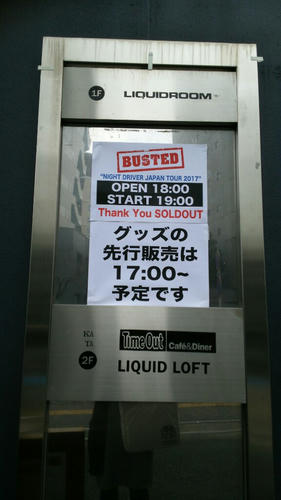 1F LIQUIDROOM
BUSTED
"NIGHT DRIVER JAPAN TOUR 2017"
OPEN 18:00
START 19:00
Thank You SOLDOUT
グッズの
先行販売は
17:00~
予定です
KA
TA
TimeOut Café&Diner
2F LIQUID LOFT